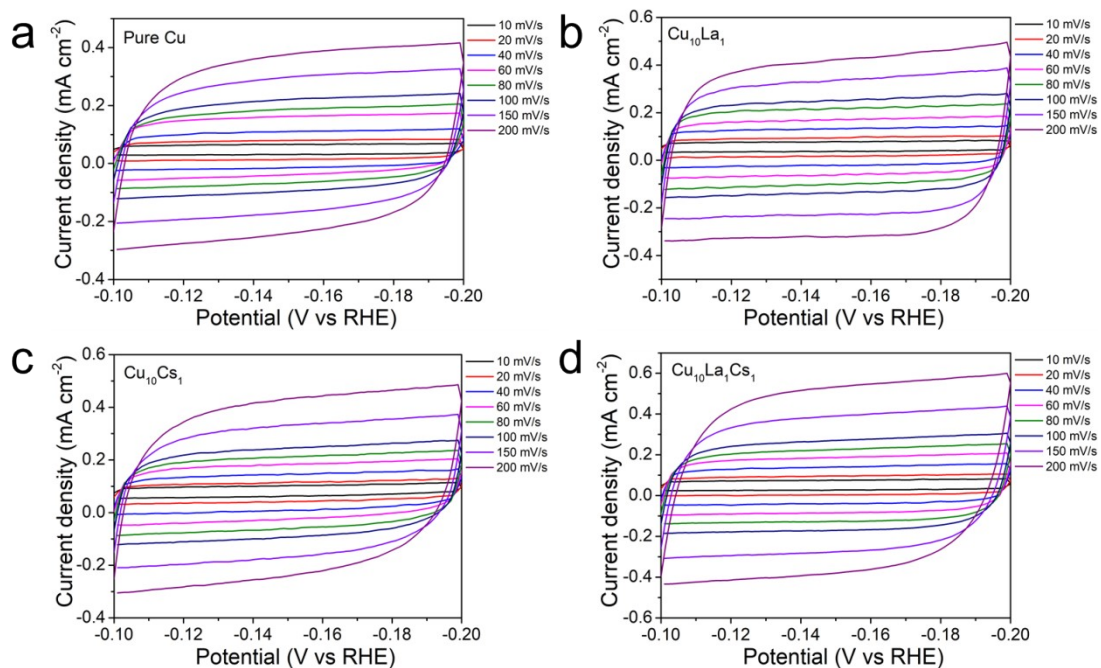 a
Pure Cu
Current density (mA cm⁻²)
0.4
0.2
0.0
-0.2
-0.4
-0.10 -0.12 -0.14 -0.16 -0.18 -0.20
Potential (V vs RHE)
10 mV/s
20 mV/s
40 mV/s
60 mV/s
80 mV/s
100 mV/s
150 mV/s
200 mV/s
b
Cu₁₀La₁
Current density (mA cm⁻²)
0.6
0.4
0.2
0.0
-0.2
-0.4
-0.10 -0.12 -0.14 -0.16 -0.18 -0.20
Potential (V vs RHE)
10 mV/s
20 mV/s
40 mV/s
60 mV/s
80 mV/s
100 mV/s
150 mV/s
200 mV/s
c
Cu₁₀Cs₁
Current density (mA cm⁻²)
0.6
0.4
0.2
0.0
-0.2
-0.4
-0.10 -0.12 -0.14 -0.16 -0.18 -0.20
Potential (V vs RHE)
10 mV/s
20 mV/s
40 mV/s
60 mV/s
80 mV/s
100 mV/s
150 mV/s
200 mV/s
d
Cu₁₀La₁Cs₁
Current density (mA cm⁻²)
0.6
0.4
0.2
0.0
-0.2
-0.4
-0.6
-0.10 -0.12 -0.14 -0.16 -0.18 -0.20
Potential (V vs RHE)
10 mV/s
20 mV/s
40 mV/s
60 mV/s
80 mV/s
100 mV/s
150 mV/s
200 mV/s